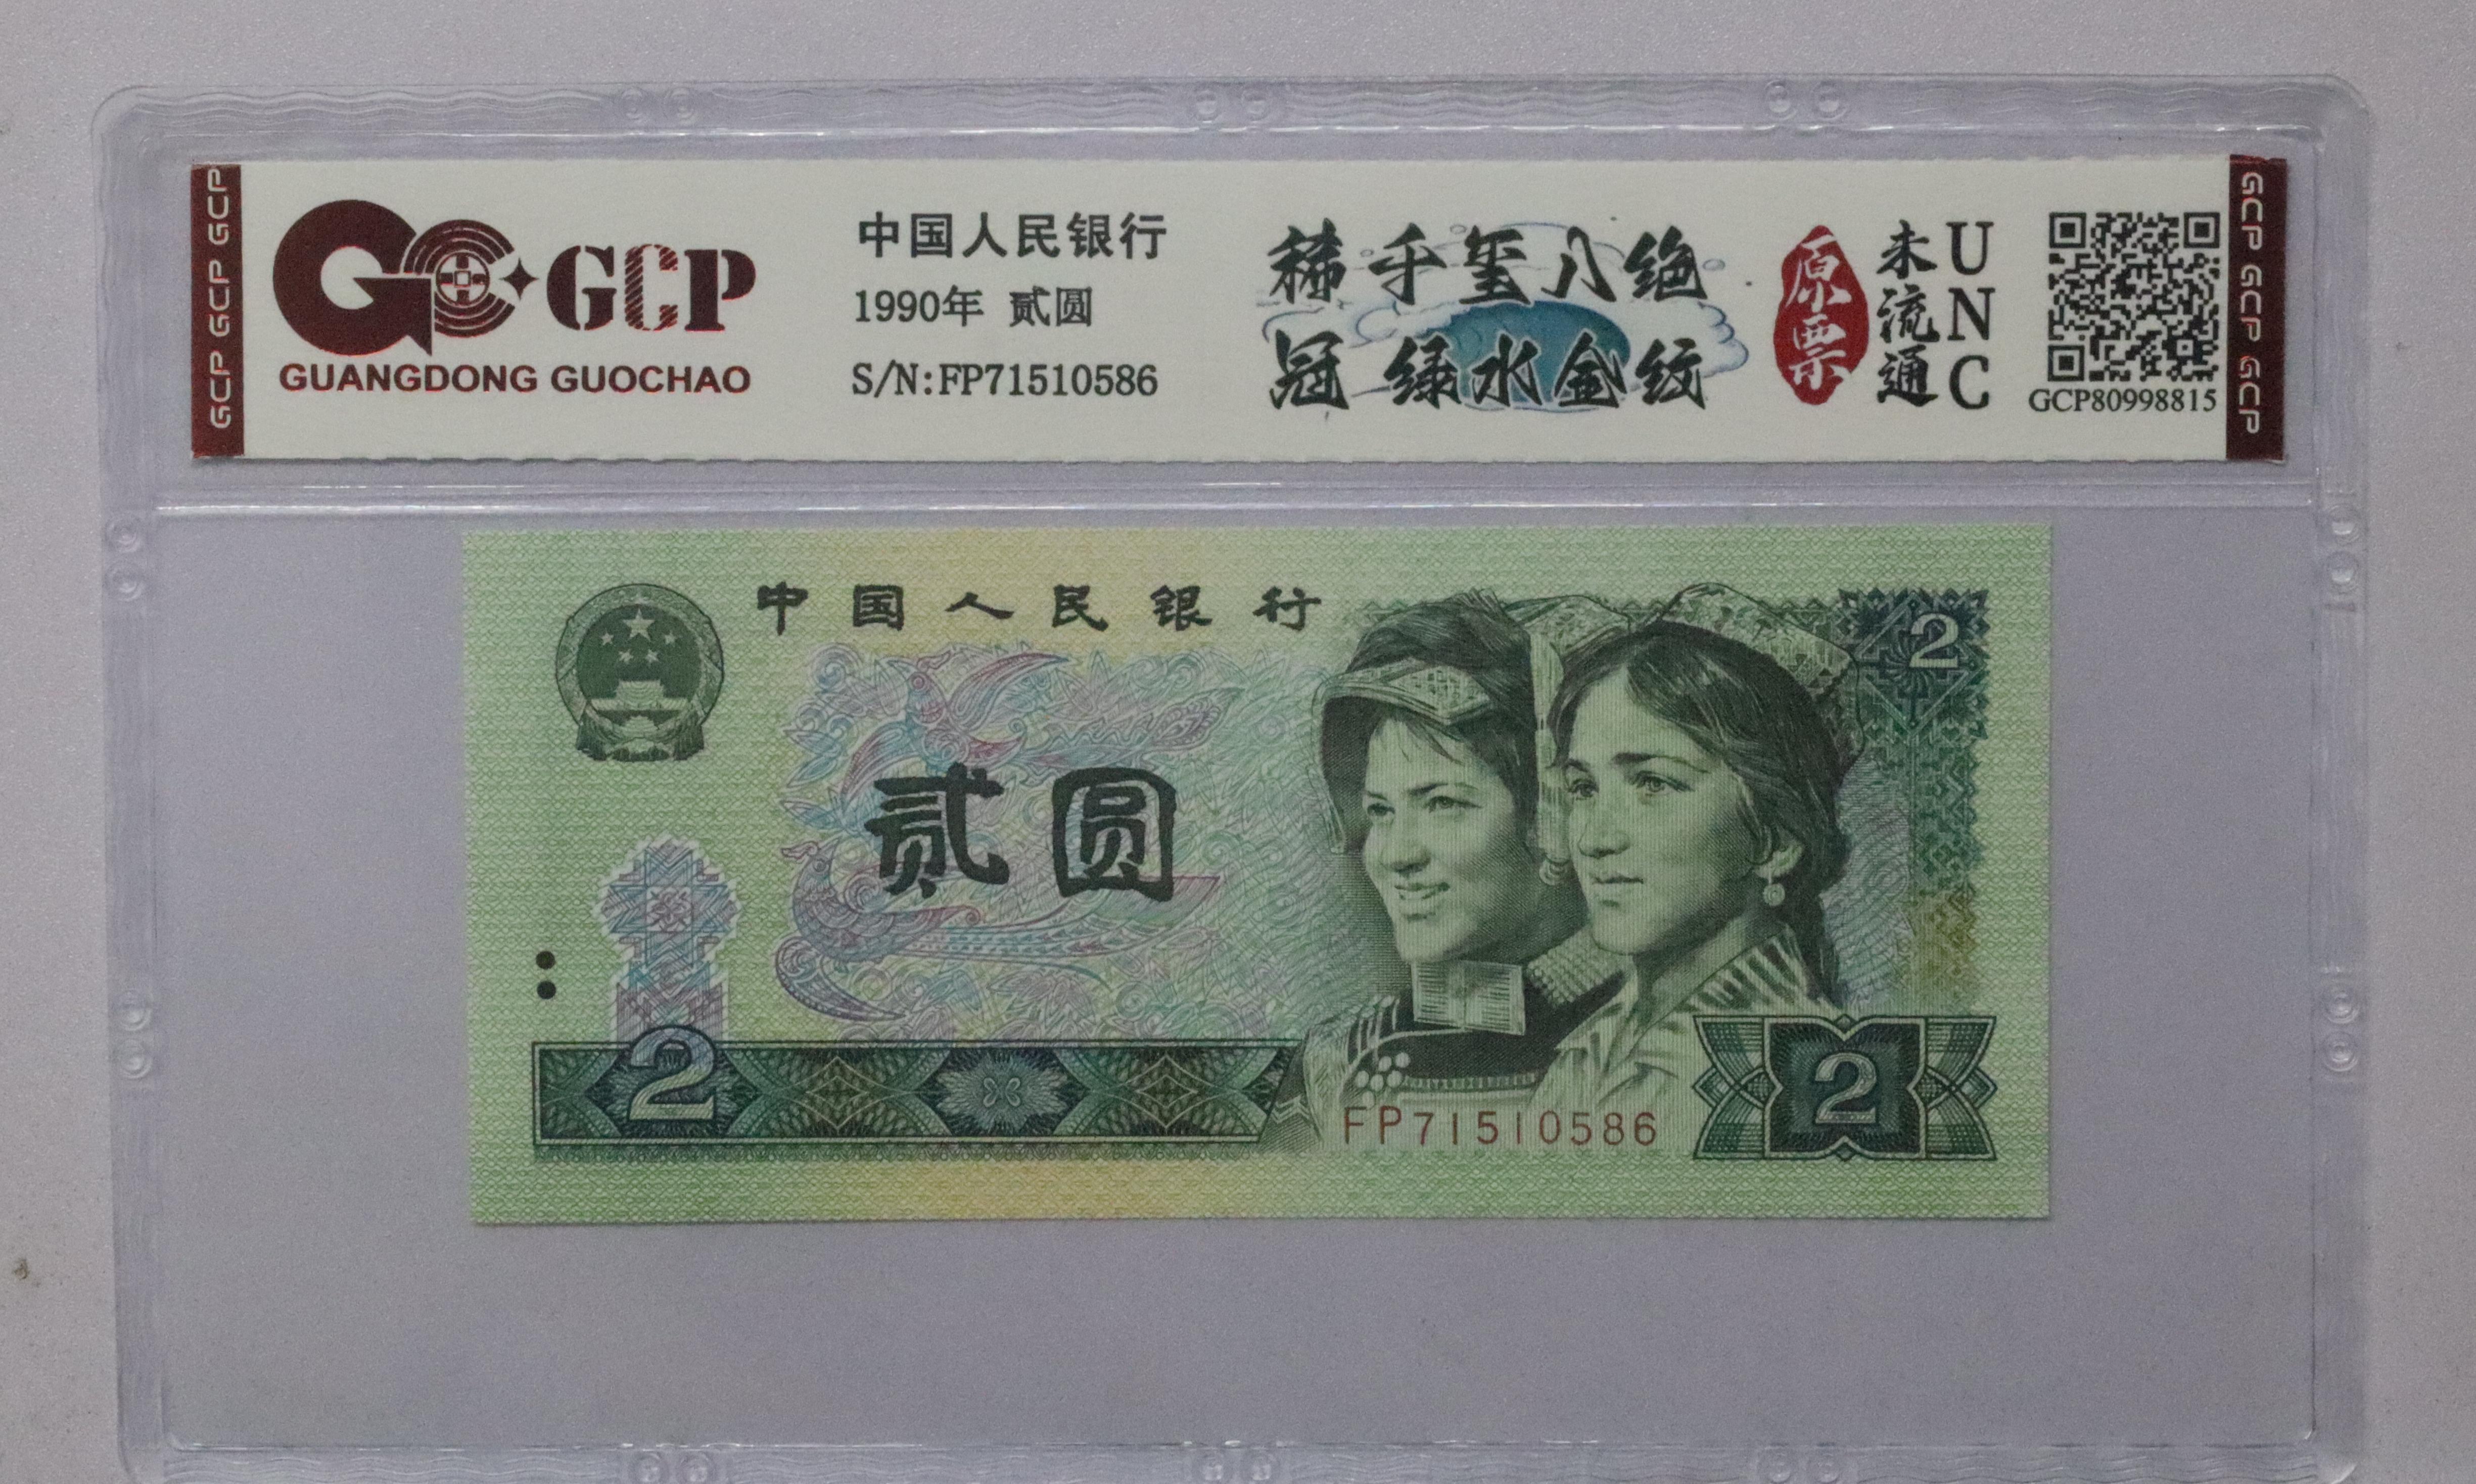 GCP GCP GCP
GCP
GUANGDONG GUOCHAO
中国人民银行
1990年 贰圆
S/N:FP71510586
稀千玺八绝
冠 绿水金纹
原票
未流通
UNC
GCP80998815
GCP GCP GCP
中国人民银行
2
贰圆
2
FP71510586
2